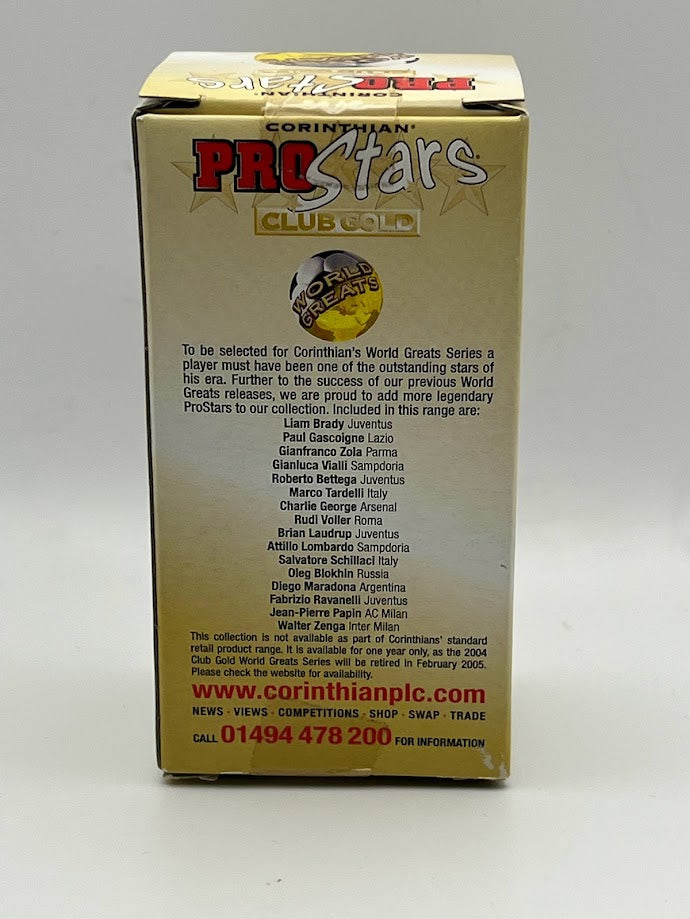 CORINTHIAN
PROStars
CORINTHIAN
PROStars
CLUB GOLD
WORLD
GREATS
To be selected for Corinthian's World Greats Series a
player must have been one of the outstanding stars of
his era. Further to the success of our previous World
Greats releases, we are proud to add more legendary
ProStars to our collection. Included in this range are:
Liam Brady Juventus
Paul Gascoigne Lazio
Gianfranco Zola Parma
Gianluca Vialli Sampdoria
Roberto Bettega Juventus
Marco Tardelli Italy
Charlie George Arsenal
Rudi Voller Roma
Brian Laudrup Juventus
Attilio Lombardo Sampdoria
Salvatore Schillaci Italy
Oleg Blokhin Russia
Diego Maradona Argentina
Fabrizio Ravanelli Juventus
Jean-Pierre Papin AC Milan
Walter Zenga Inter Milan
This collection is not available as part of Corinthians' standard
retail product range. It is available for one year only, as the 2004
Club Gold World Greats Series will be retired in February 2005.
Please check the website for availability.
www.corinthianplc.com
NEWS - VIEWS - COMPETITIONS - SHOP - SWAP - TRADE
CALL 01494 478 200 FOR INFORMATION